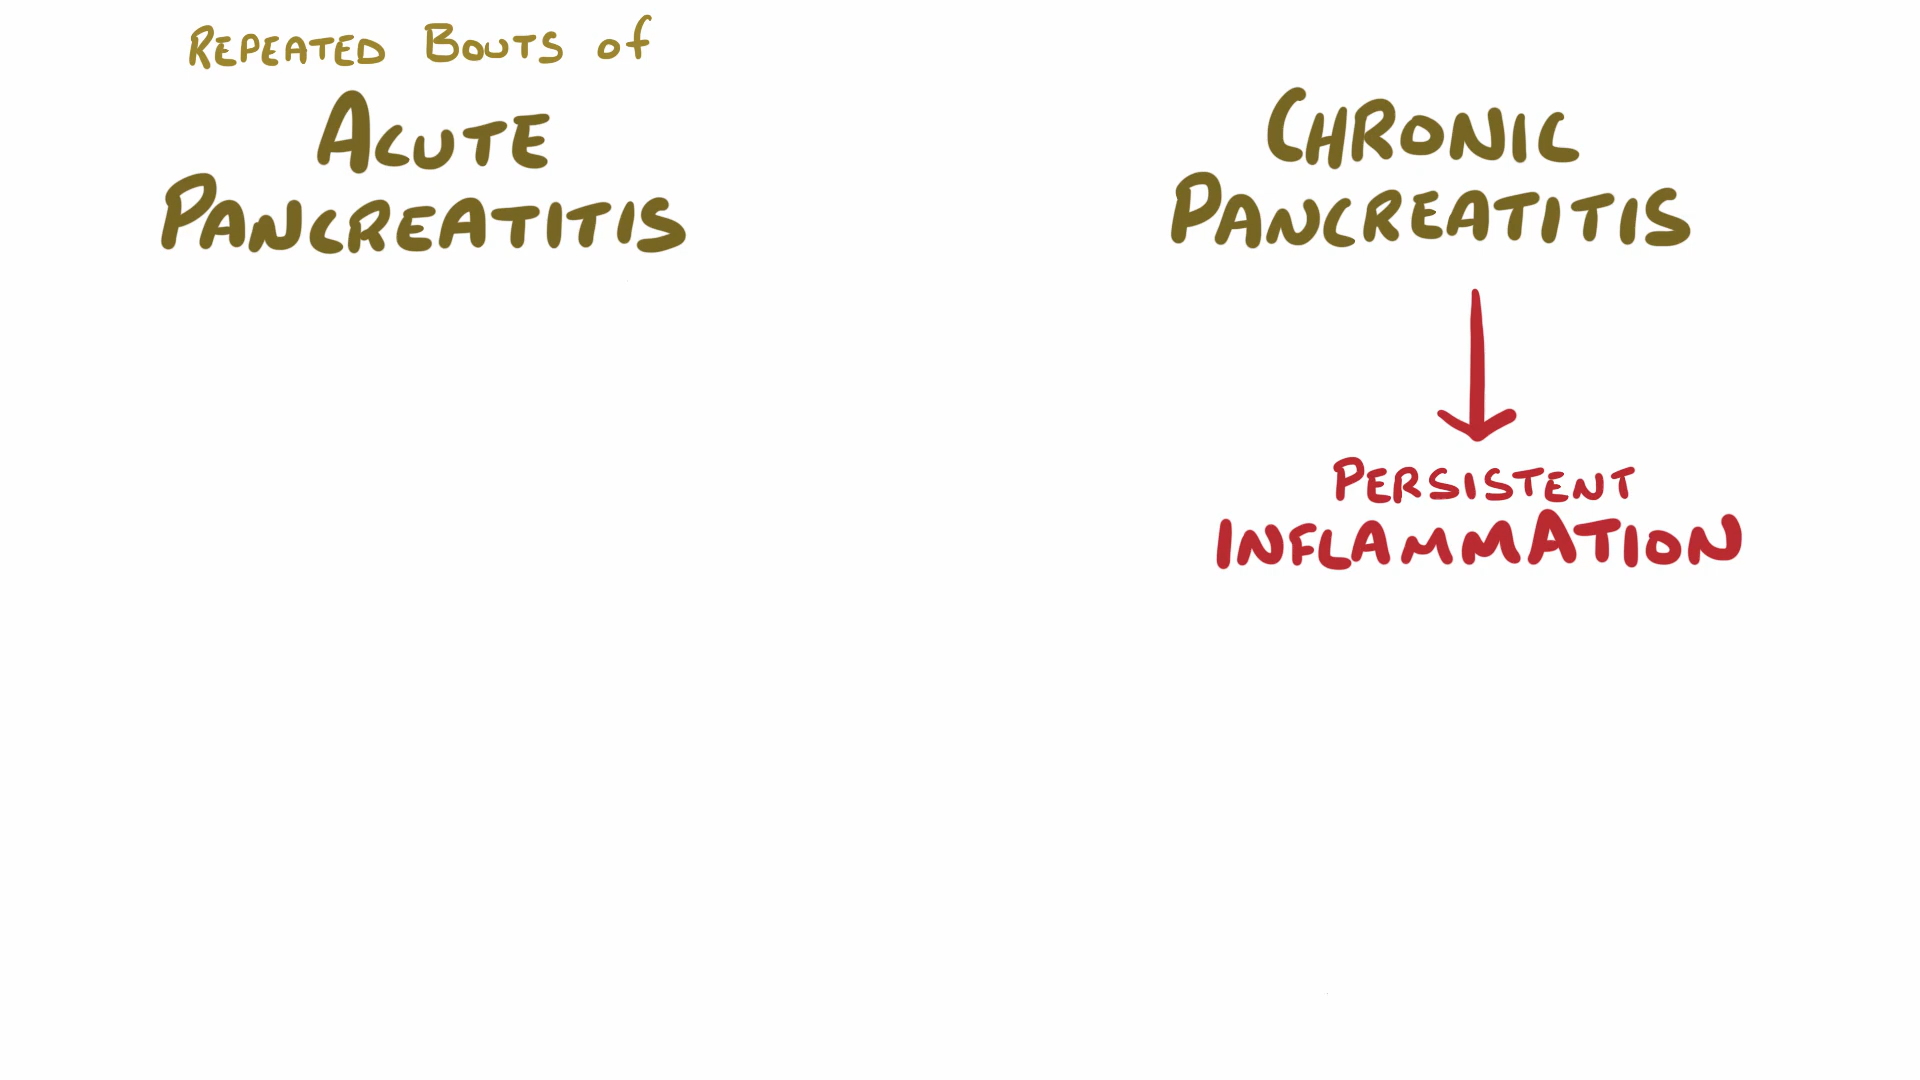 REPEATED BOUTS of
ACUTE
PANCREATITIS
CHRONIC
PANCREATITIS
PERSISTENT
INFLAMMATION